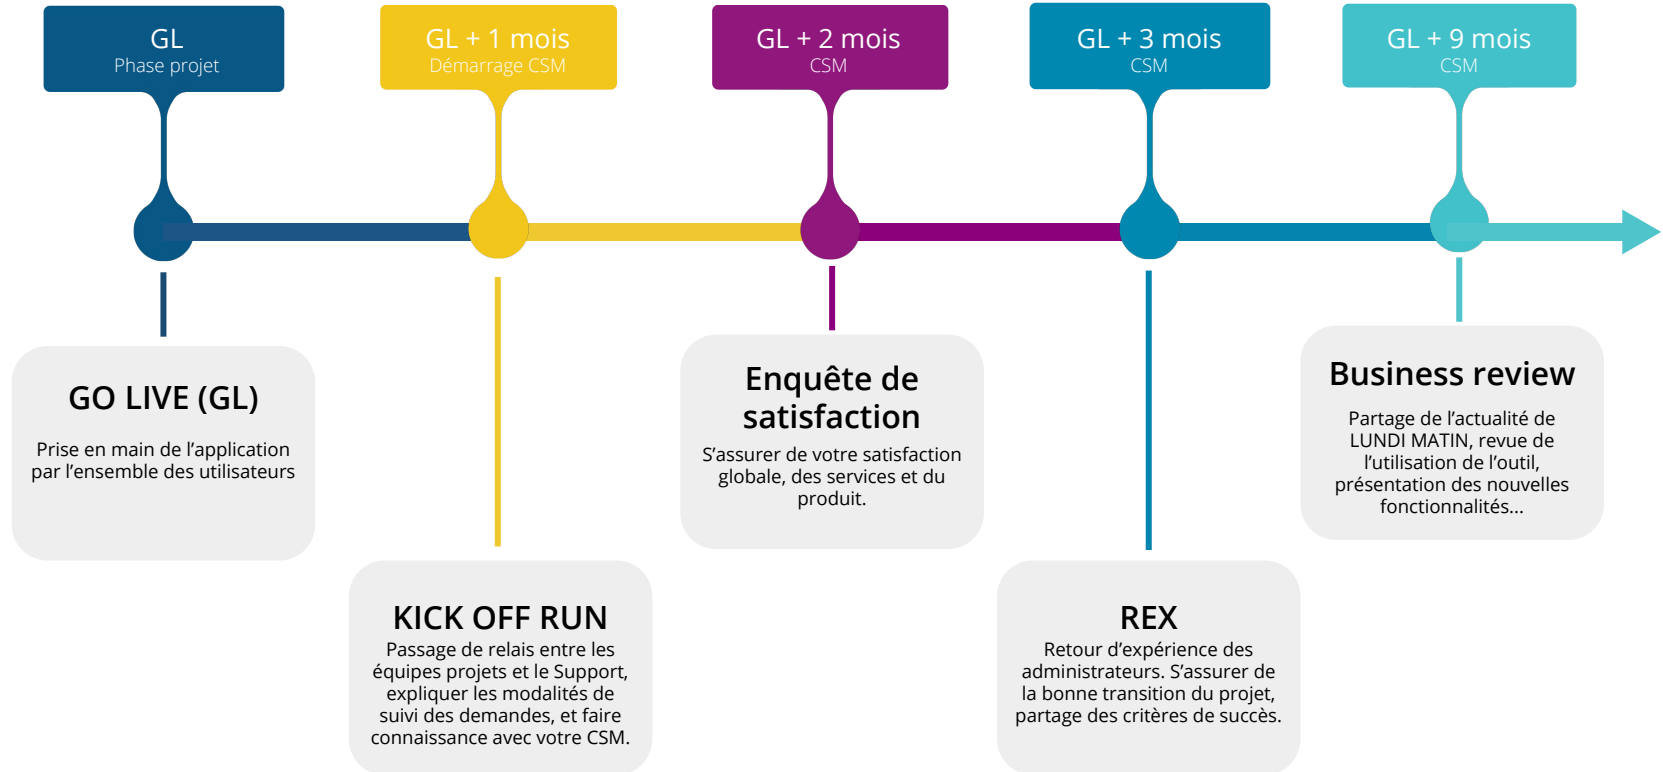 GL
Phase projet
GL + 1 mois
Démarrage CSM
GL + 2 mois
CSM
GL + 3 mois
CSM
GL + 9 mois
CSM
GO LIVE (GL)
Prise en main de l’application
par l’ensemble des utilisateurs
KICK OFF RUN
Passage de relais entre les
équipes projets et le Support,
expliquer les modalités de
suivi des demandes, et faire
connaissance avec votre CSM.
Enquête de
satisfaction
S’assurer de votre satisfaction
globale, des services et du
produit.
REX
Retour d’expérience des
administrateurs. S’assurer de
la bonne transition du projet,
partage des critères de succès.
Business review
Partage de l’actualité de
LUNDI MATIN, revue de
l’utilisation de l’outil,
présentation des nouvelles
fonctionnalités...